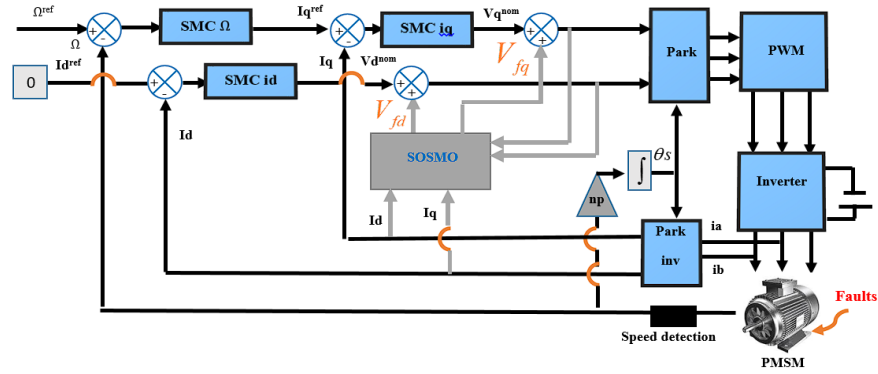 Ω^ref
Ω
SMC Ω
Iq^ref
Iq
SMC iq
Vq^nom
V_fq
Park
PWM
0
Id^ref
Id
SMC id
Vd^nom
V_fd
SOSMO
Id
Iq
np
∫
θs
Park
inv
ia
ib
Inverter
Faults
Speed detection
PMSM